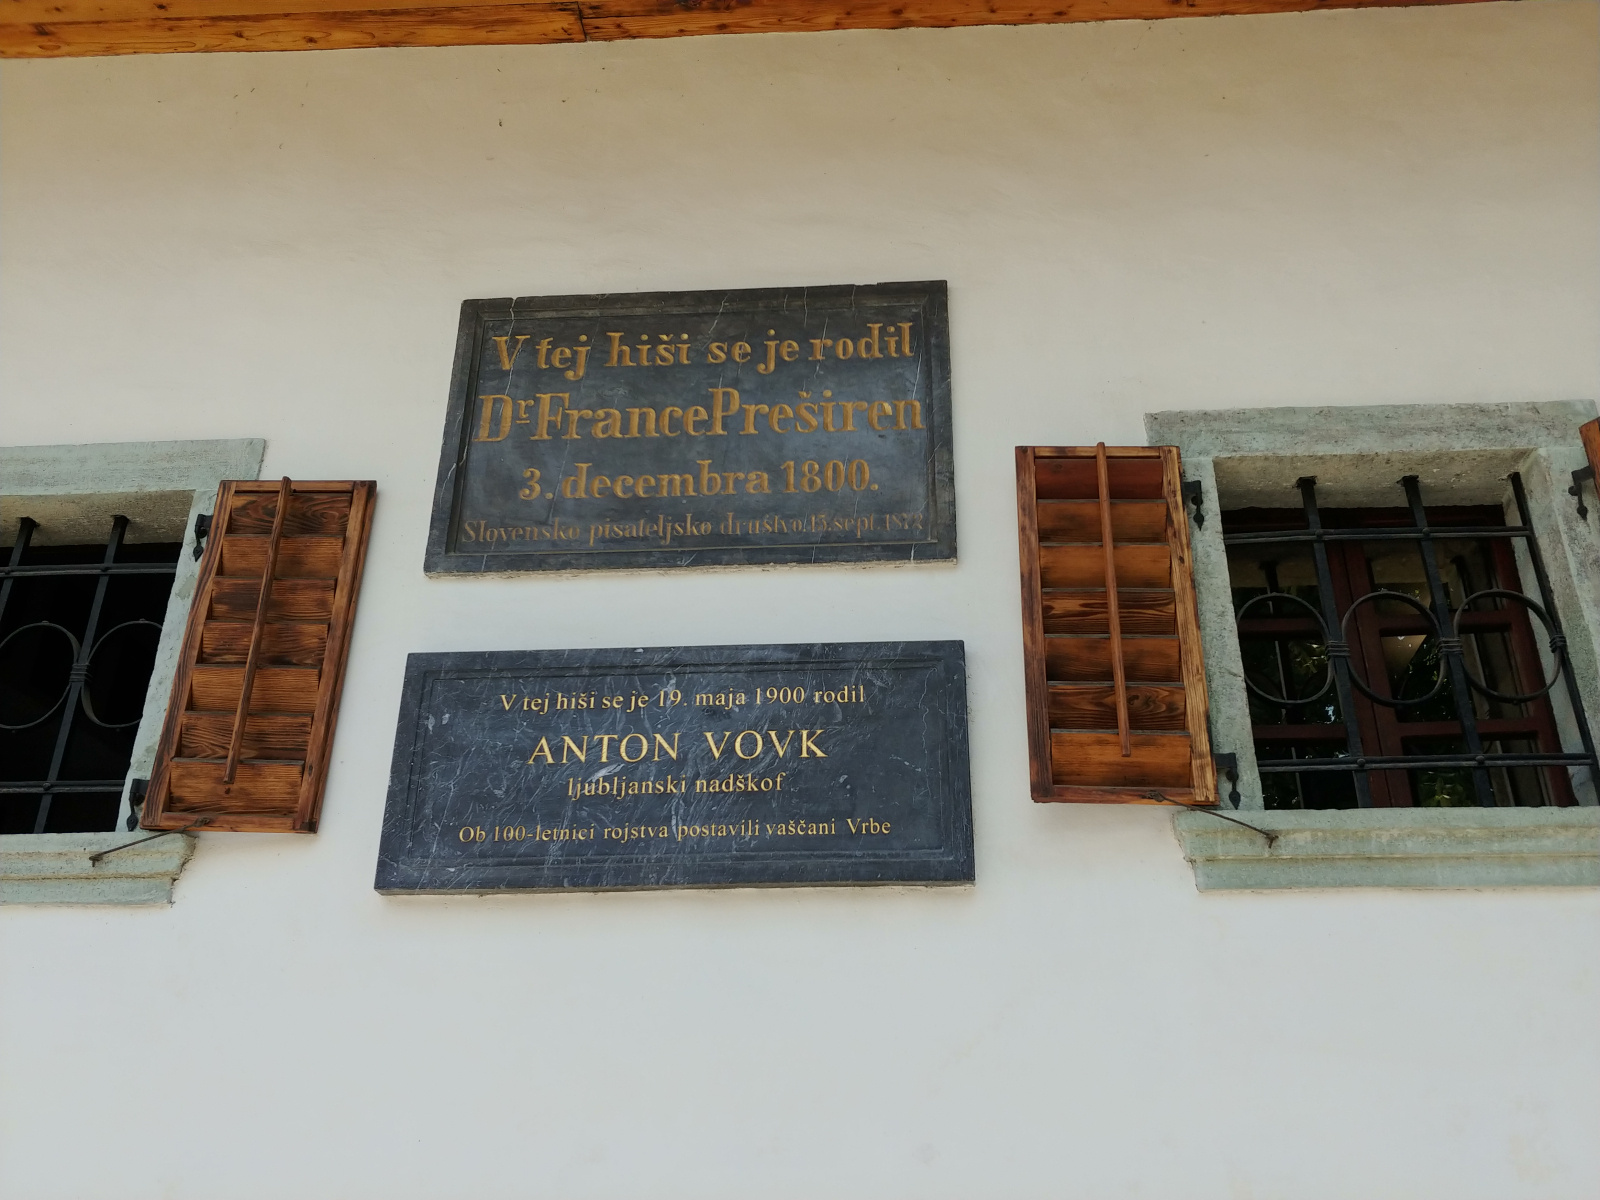 V tej hiši se je rodil
Dr France Preširen
3. decembra 1800.
Slovensko pisateljsko društvo. 15. sept. 1872
V tej hiši se je 19. maja 1900 rodil
ANTON VOVK
ljubljanski nadškof
Ob 100-letnici rojstva postavili vaščani Vrbe